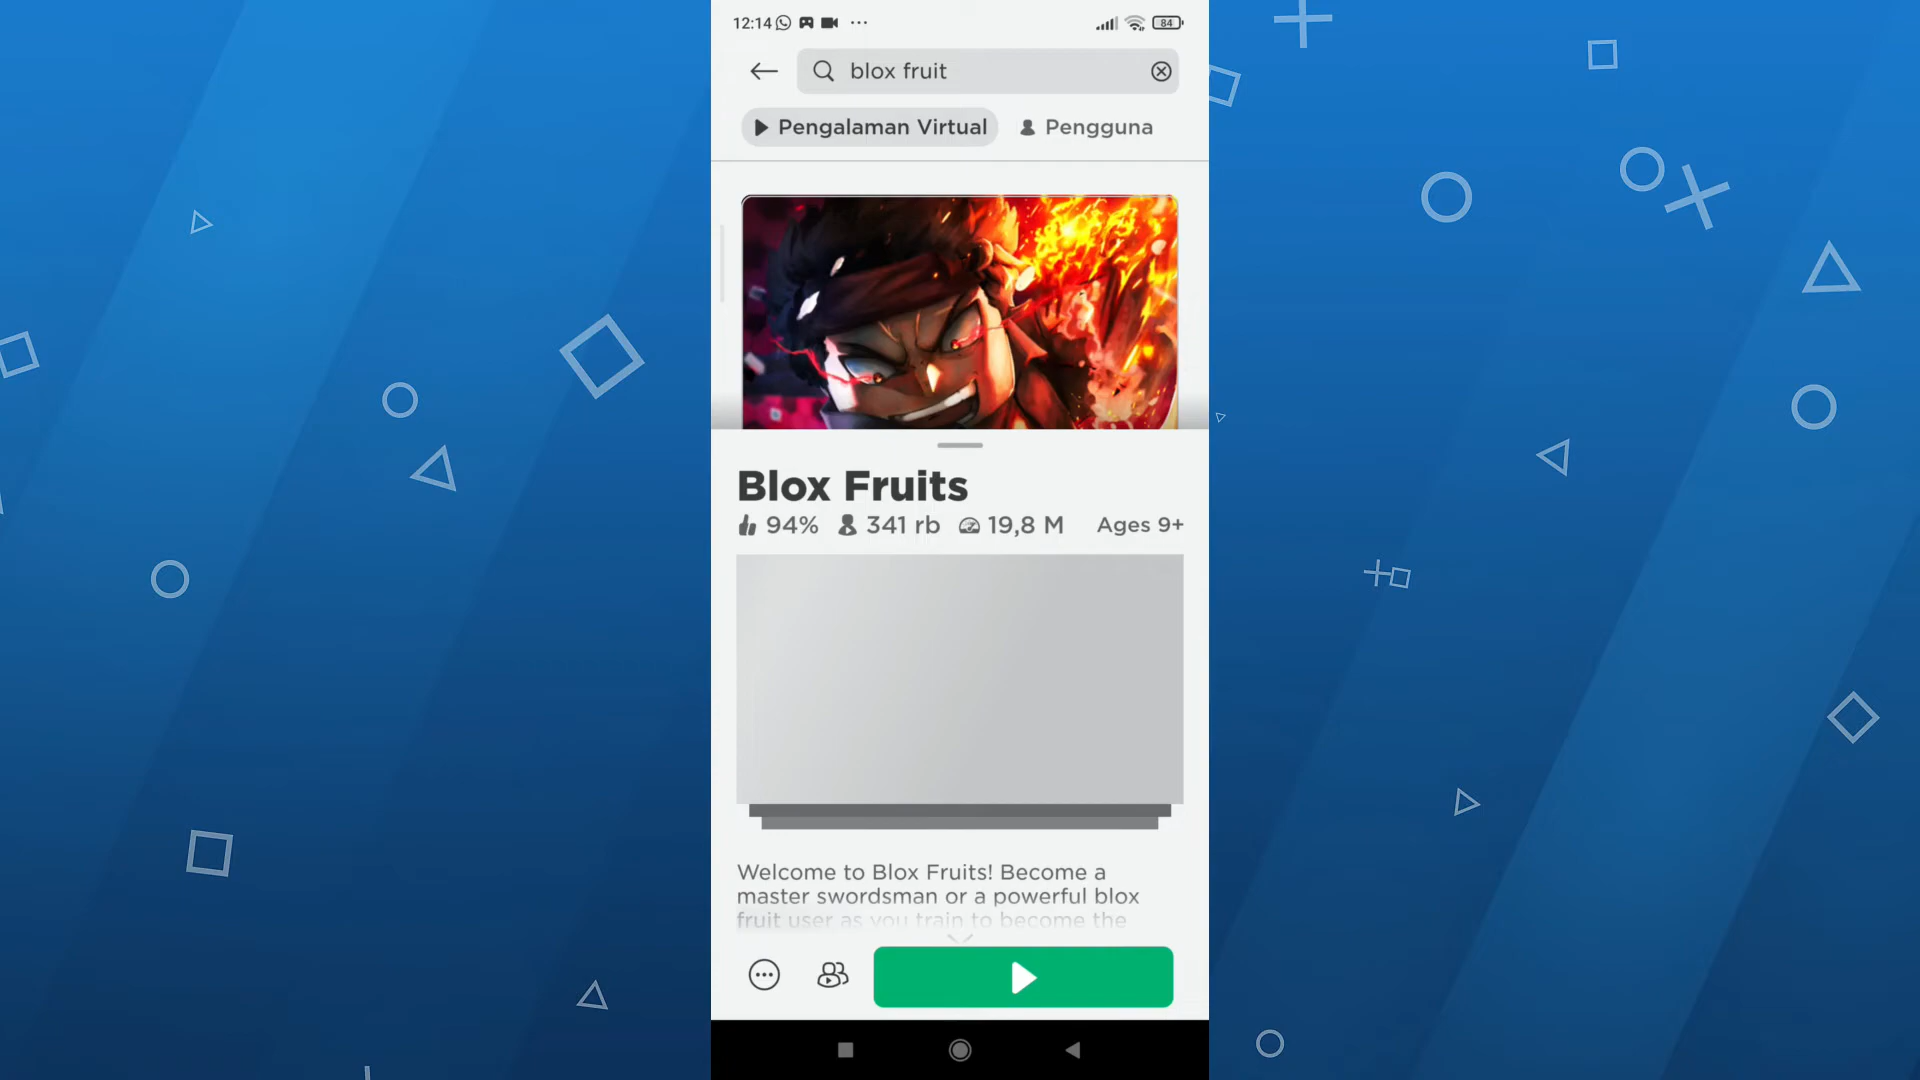 12:14
84
blox fruit
Pengalaman Virtual
Pengguna
Blox Fruits
94% 341 rb 19,8 M Ages 9+
Welcome to Blox Fruits! Become a
master swordsman or a powerful blox
fruit user as you train to become the